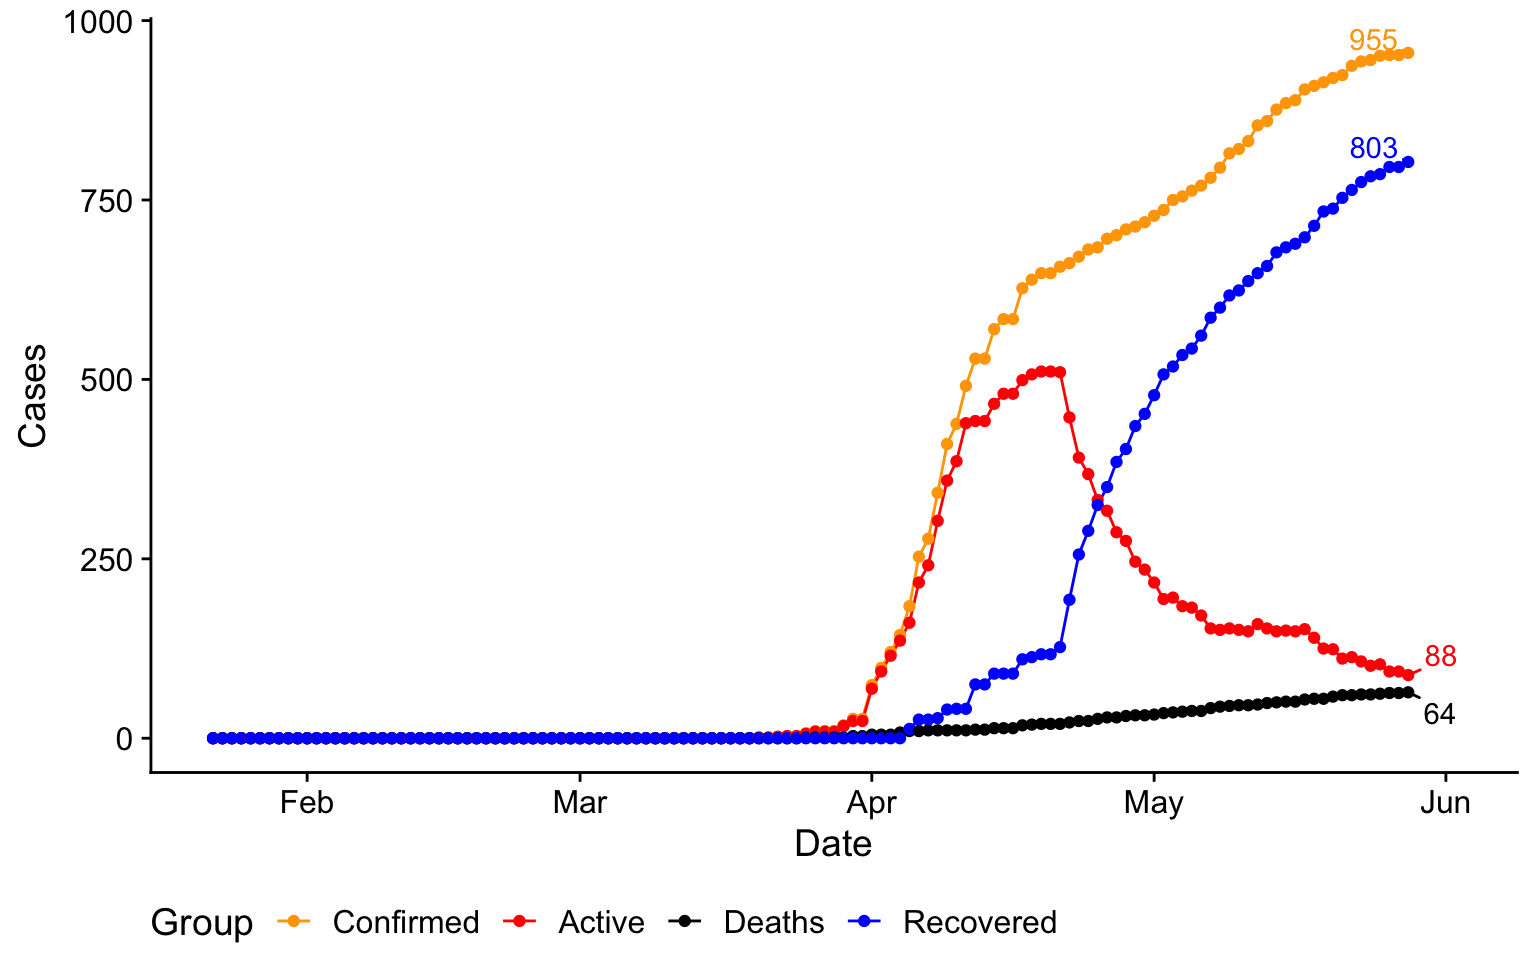 1000
955
803
750
Cases
500
250
88
64
0
Feb Mar Apr May Jun
Date
Group Confirmed Active Deaths Recovered